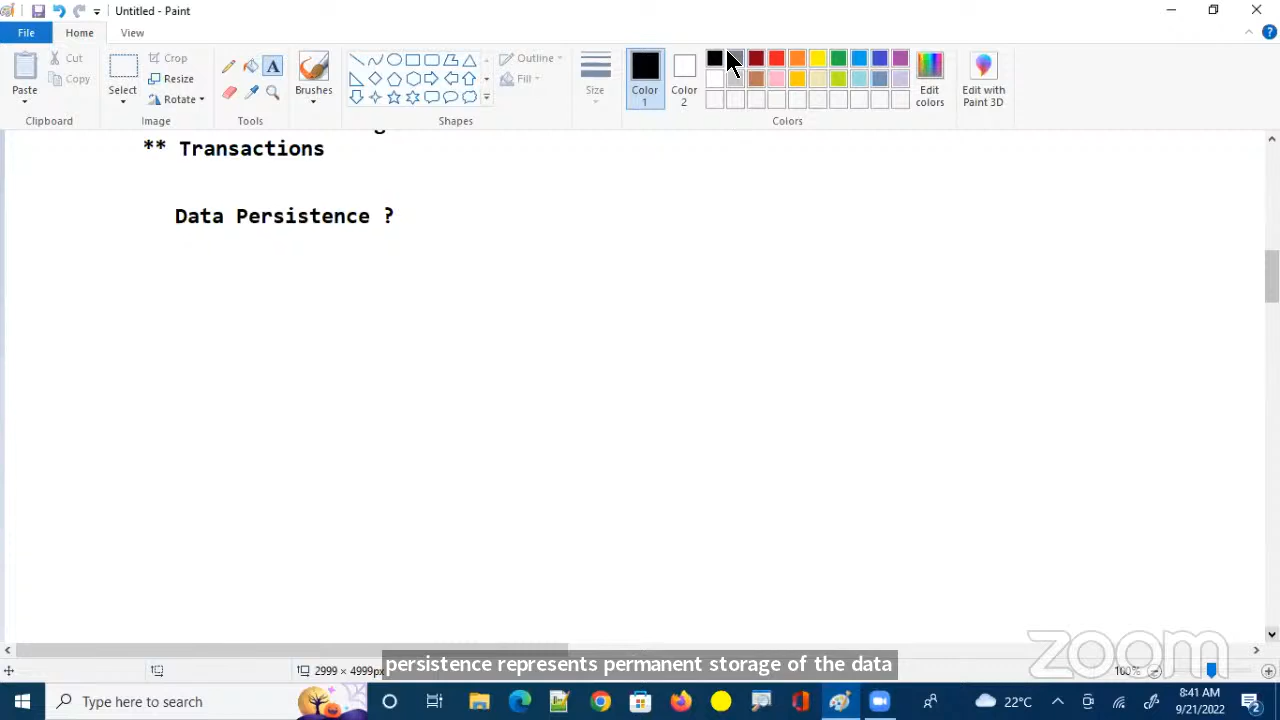 Untitled - Paint
File Home View
Paste
Cut
Copy
Clipboard
Select
Crop
Resize
Rotate
Image
A
Tools
Brushes
Shapes
Outline
Fill
Size
Color 1
Color 2
Colors
Edit colors
Edit with Paint 3D
** Transactions
Data Persistence ?
zoom
persistence represents permanent storage of the data
2999 × 4999px
100%
Type here to search
22°C
8:41 AM
9/21/2022
2